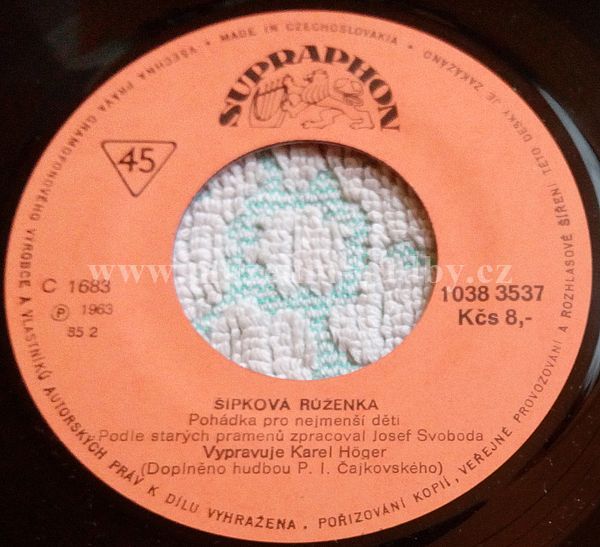 VŠECHNA PRÁVA GRAMOFONOVÉHO VÝROBCE A VLASTNÍKŮ AUTORSKÝCH PRÁV K DÍLU VYHRAŽENA. POŘIZOVÁNÍ KOPIÍ, VEŘEJNÉ PROVOZOVÁNÍ A ROZHLASOVÉ ŠÍŘENÍ TÉTO DESKY JE ZAKÁZÁNO • MADE IN CZECHOSLOVAKIA •
SUPRAPHON
45
C 1683
℗ 1963
S5 2
1038 3537
Kčs 8,-
ŠÍPKOVÁ RŮŽENKA
Pohádka pro nejmenší děti
Podle starých pramenů zpracoval Josef Svoboda
Vypravuje Karel Höger
(Doplněno hudbou P. I. Čajkovského)